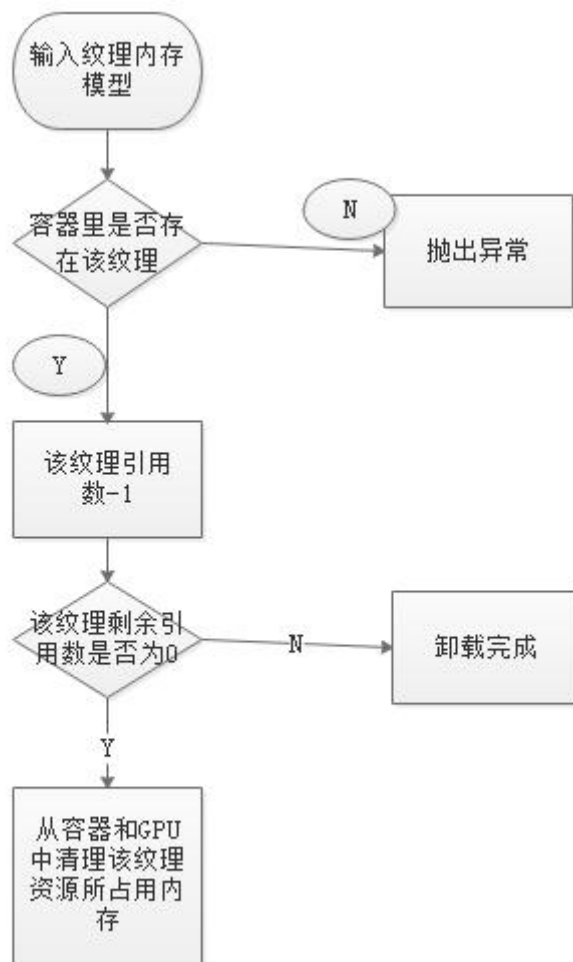 输入纹理内存
模型
容器里是否存
在该纹理
N
抛出异常
Y
该纹理引用
数-1
该纹理剩余引
用数是否为0
N
卸载完成
Y
从容器和GPU
中清理该纹理
资源所占用内
存